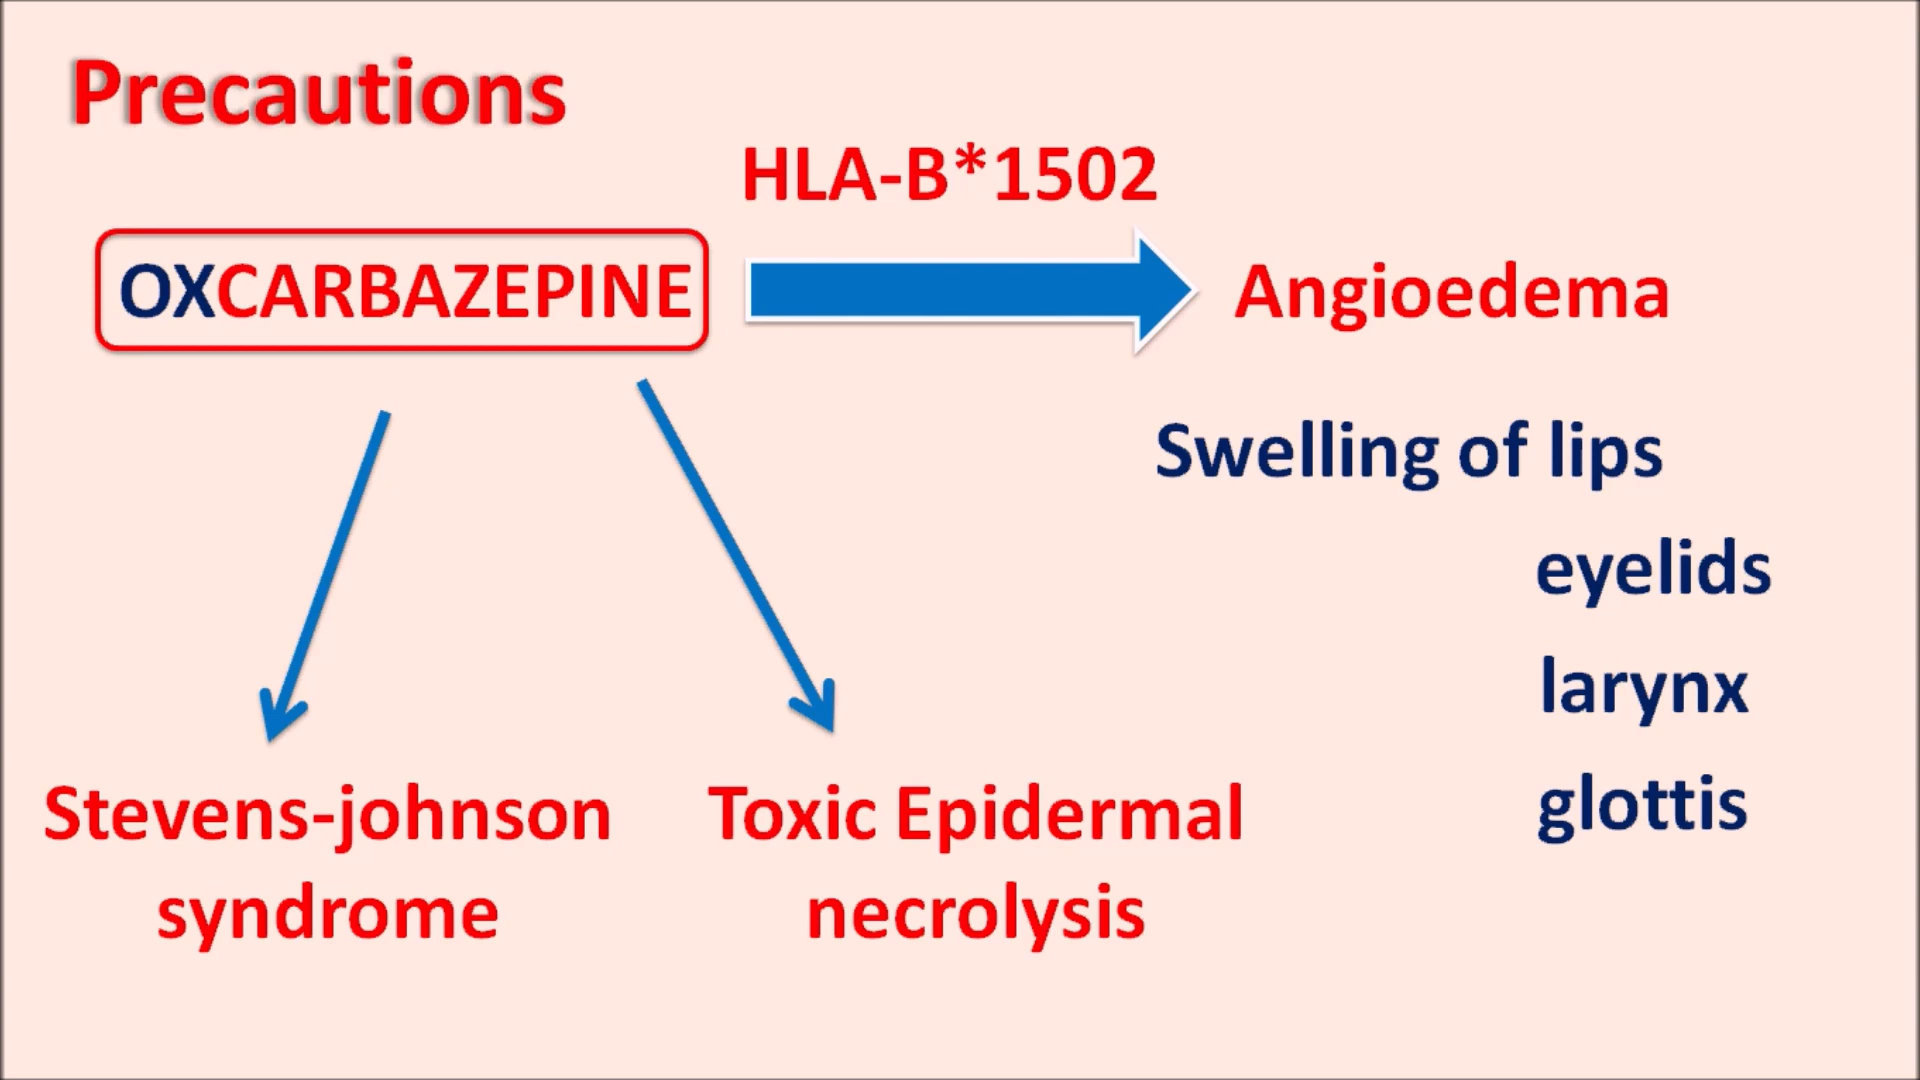 Precautions
HLA-B*1502
OXCARBAZEPINE
Angioedema
Swelling of lips
eyelids
larynx
glottis
Stevens-johnson
syndrome
Toxic Epidermal
necrolysis